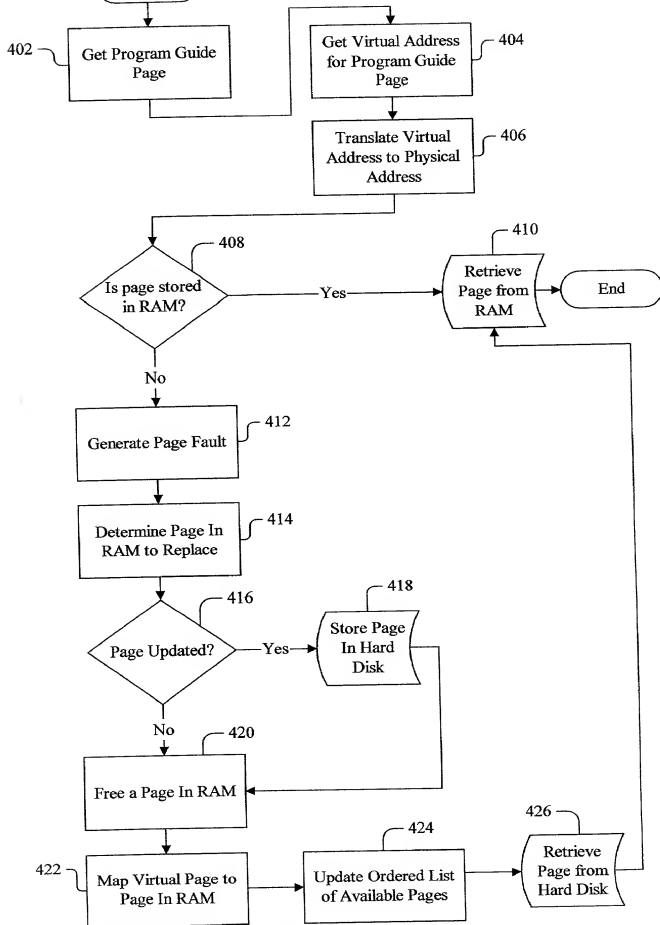 402
Get Program Guide
Page
Get Virtual Address
for Program Guide
Page
404
Translate Virtual
Address to Physical
Address
406
408
Is page stored
in RAM?
Yes
410
Retrieve
Page from
RAM
End
No
Generate Page Fault
412
Determine Page In
RAM to Replace
414
416
Page Updated?
Yes
418
Store Page
In Hard
Disk
No
420
Free a Page In RAM
422
Map Virtual Page to
Page In RAM
424
Update Ordered List
of Available Pages
426
Retrieve
Page from
Hard Disk